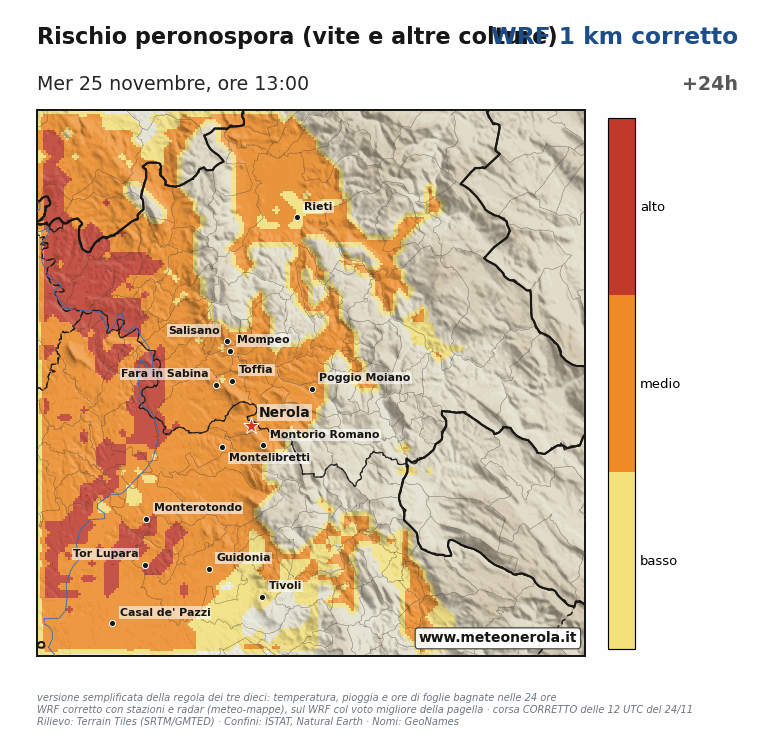 Rischio peronospora (vite e altre colture) WRF 1 km corretto
Mer 25 novembre, ore 13:00 +24h
alto
Rieti
Salisano
Mompeo
medio
Fara in Sabina
Toffia
Poggio Moiano
Nerola
Montorio Romano
Montelibretti
Monterotondo
Tor Lupara
Guidonia
basso
Tivoli
Casal de' Pazzi
www.meteonerola.it
versione semplificata della regola dei tre dieci: temperatura, pioggia e ore di foglie bagnate nelle 24 ore
WRF corretto con stazioni e radar (meteo-mappe), sul WRF col voto migliore della pagella · corsa CORRETTO delle 12 UTC del 24/11
Rilievo: Terrain Tiles (SRTM/GMTED) · Confini: ISTAT, Natural Earth · Nomi: GeoNames